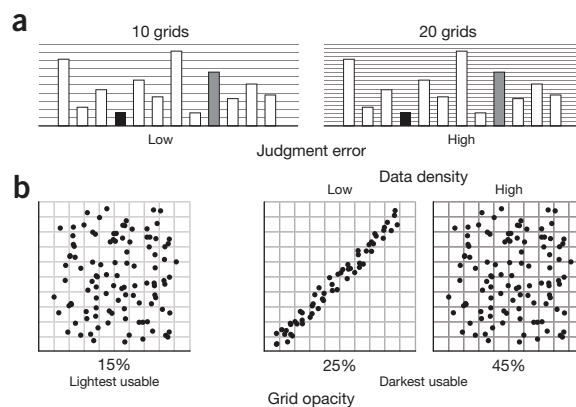 a
10 grids
20 grids
Low
High
Judgment error
b
Data density
Low
High
15%
25%
45%
Lightest usable
Darkest usable
Grid opacity